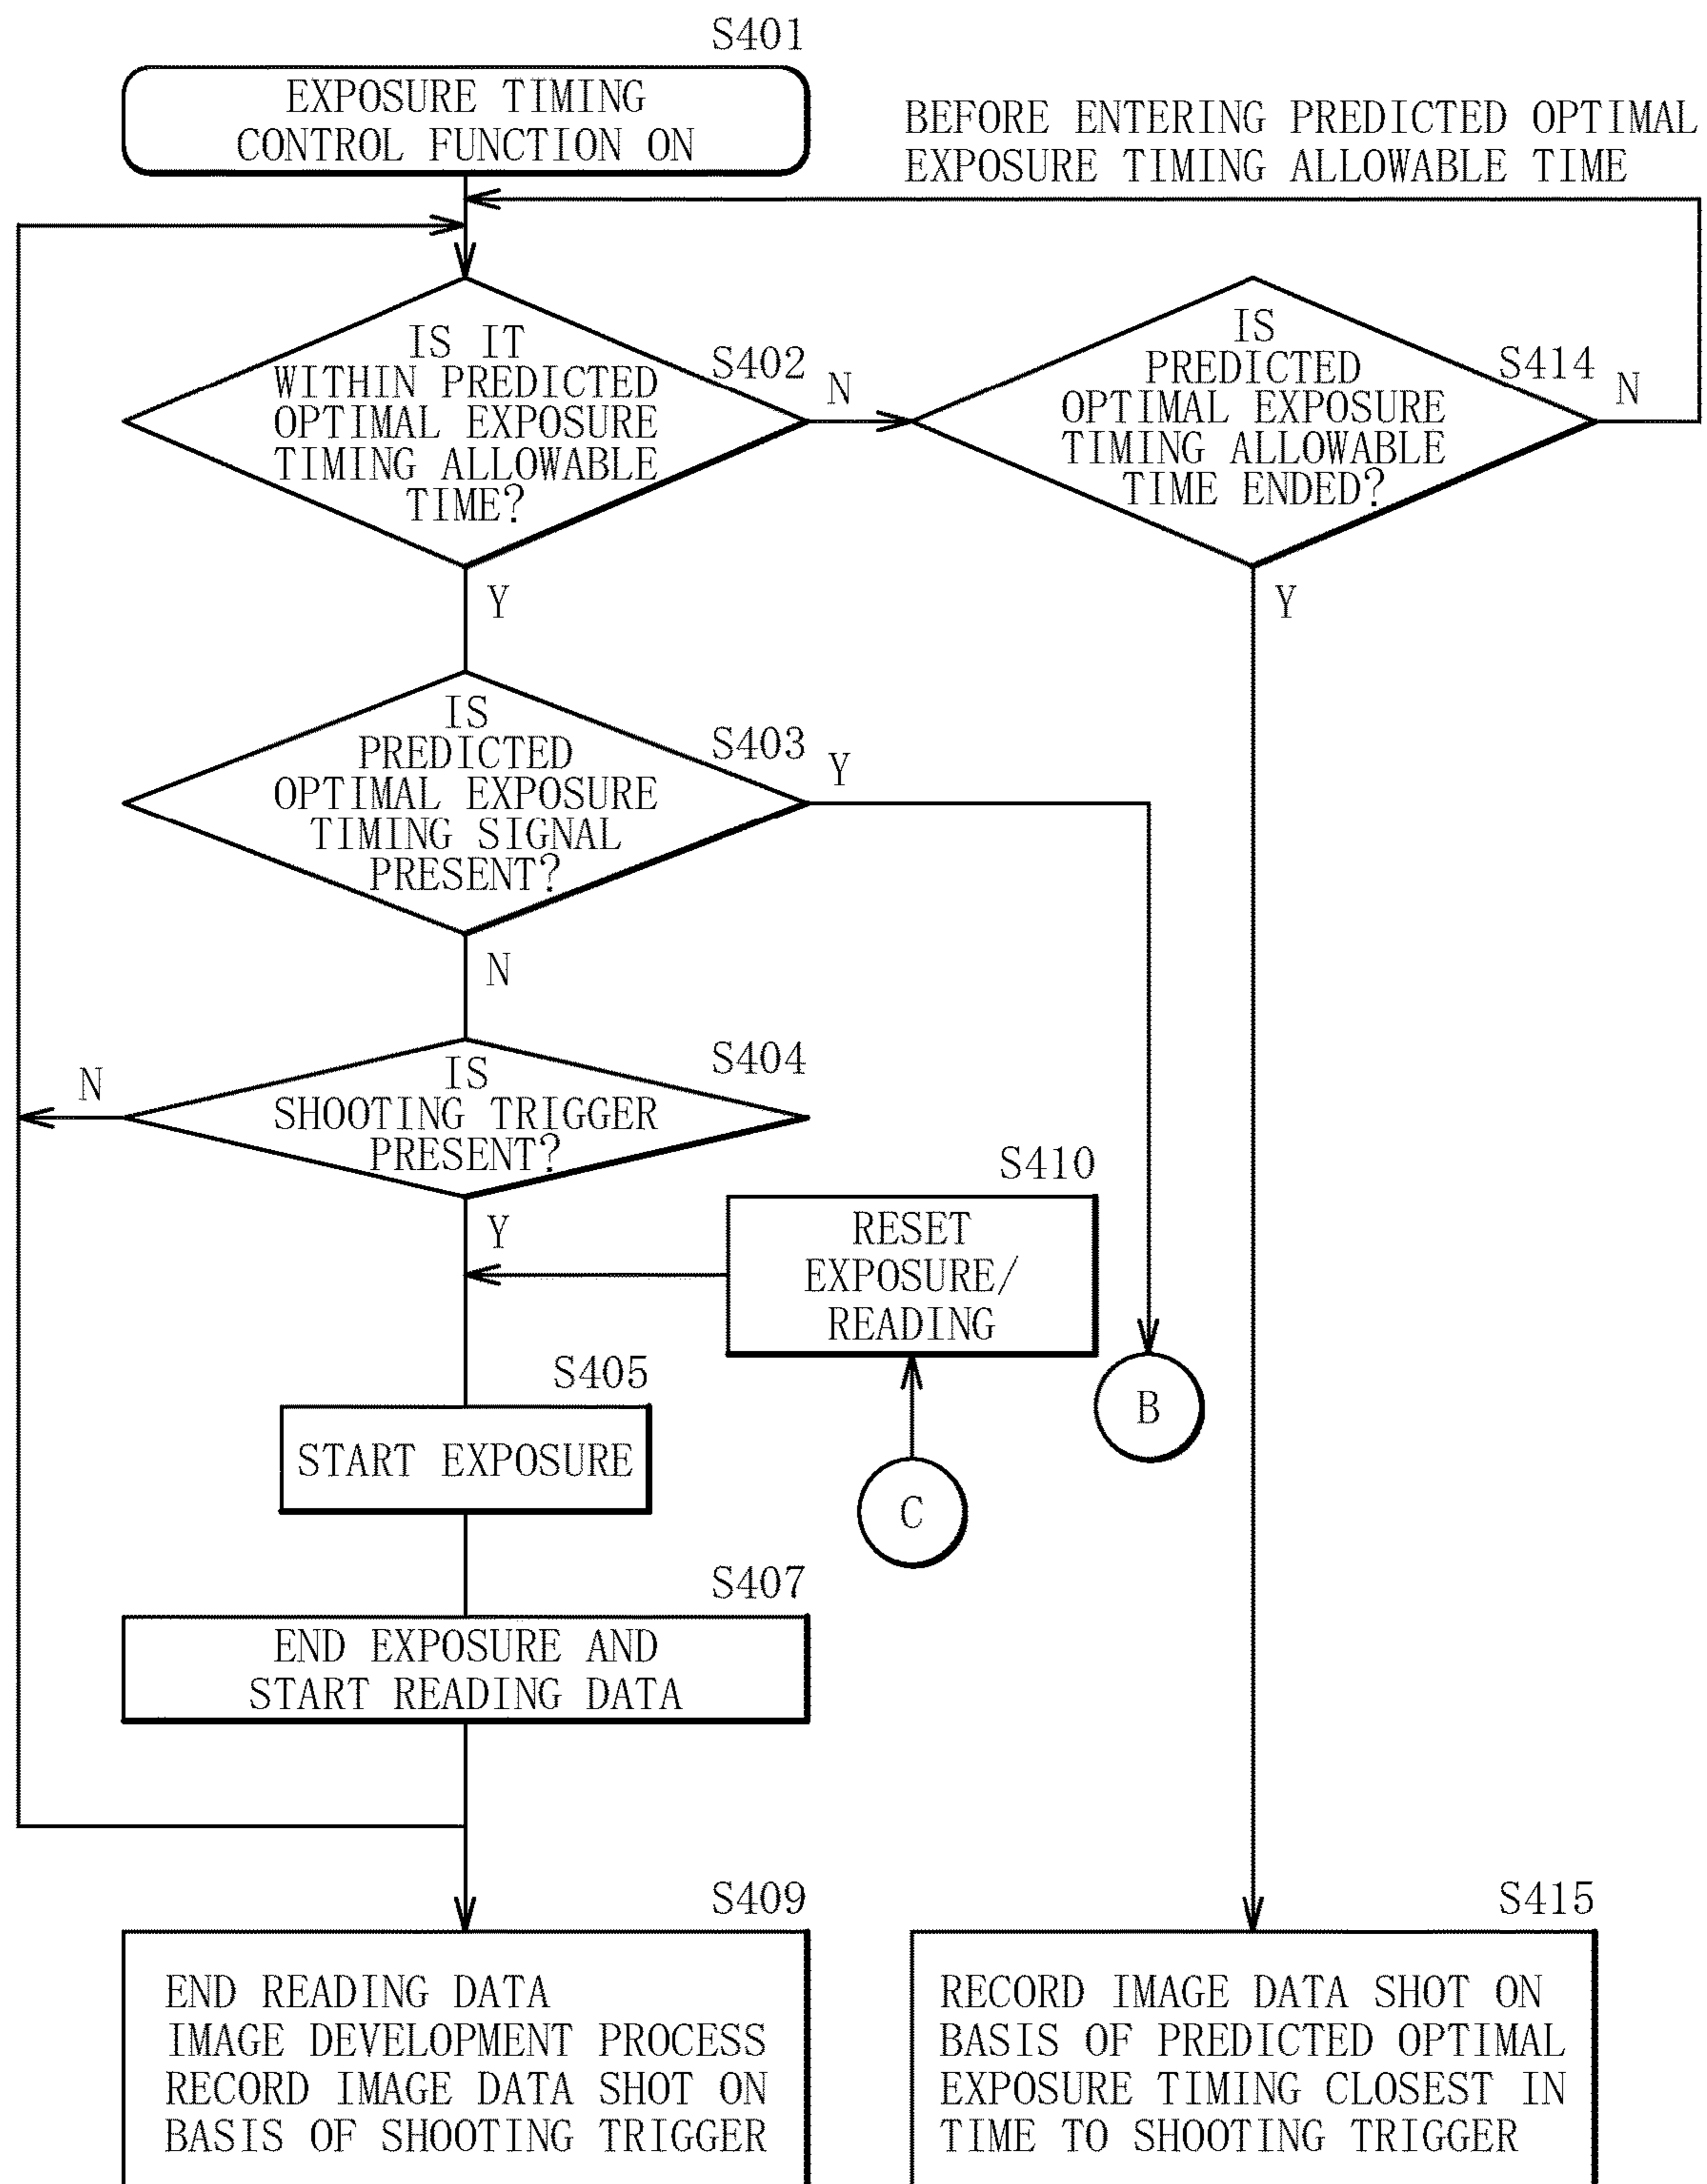 S401
EXPOSURE TIMING
CONTROL FUNCTION ON
BEFORE ENTERING PREDICTED OPTIMAL
EXPOSURE TIMING ALLOWABLE TIME
IS IT
WITHIN PREDICTED
OPTIMAL EXPOSURE
TIMING ALLOWABLE
TIME?
S402
N
IS
PREDICTED
OPTIMAL EXPOSURE
TIMING ALLOWABLE
TIME ENDED?
S414
N
Y
Y
IS
PREDICTED
OPTIMAL EXPOSURE
TIMING SIGNAL
PRESENT?
S403
Y
N
IS
SHOOTING TRIGGER
PRESENT?
S404
N
Y
S410
RESET
EXPOSURE/
READING
B
C
S405
START EXPOSURE
S407
END EXPOSURE AND
START READING DATA
S409
END READING DATA
IMAGE DEVELOPMENT PROCESS
RECORD IMAGE DATA SHOT ON
BASIS OF SHOOTING TRIGGER
S415
RECORD IMAGE DATA SHOT ON
BASIS OF PREDICTED OPTIMAL
EXPOSURE TIMING CLOSEST IN
TIME TO SHOOTING TRIGGER